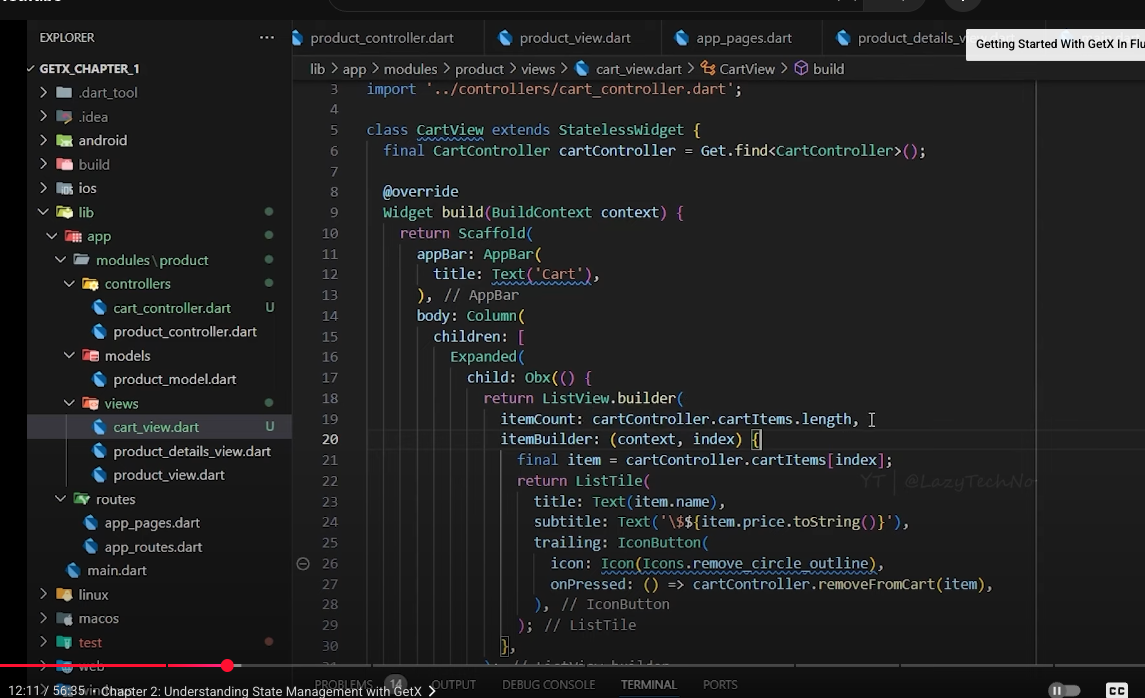 EXPLORER
GETX_CHAPTER_1
.dart_tool
.idea
android
build
ios
lib
app
modules\product
controllers
cart_controller.dart U
product_controller.dart
models
product_model.dart
views
cart_view.dart U
product_details_view.dart
product_view.dart
routes
app_pages.dart
app_routes.dart
main.dart
linux
macos
test
web
windows
product_controller.dart product_view.dart app_pages.dart product_details_v
Getting Started With GetX In Flu
lib > app > modules > product > views > cart_view.dart > CartView > build
3 import '../controllers/cart_controller.dart';
4
5 class CartView extends StatelessWidget {
6 final CartController cartController = Get.find<CartController>();
7
8 @override
9 Widget build(BuildContext context) {
10 return Scaffold(
11 appBar: AppBar(
12 title: Text('Cart'),
13 ), // AppBar
14 body: Column(
15 children: [
16 Expanded(
17 child: Obx(() {
18 return ListView.builder(
19 itemCount: cartController.cartItems.length,
20 itemBuilder: (context, index) {
21 final item = cartController.cartItems[index];
22 return ListTile(
23 title: Text(item.name),
24 subtitle: Text('\$${item.price.toString()}'),
25 trailing: IconButton(
26 icon: Icon(Icons.remove_circle_outline),
27 onPressed: () => cartController.removeFromCart(item),
28 ), // IconButton
29 ); // ListTile
30 },
31 ); // ListView.builder
YT | @LazyTechNo
PROBLEMS 14 OUTPUT DEBUG CONSOLE TERMINAL PORTS
12:11 / 56:35 • Chapter 2: Understanding State Management with GetX >
CC